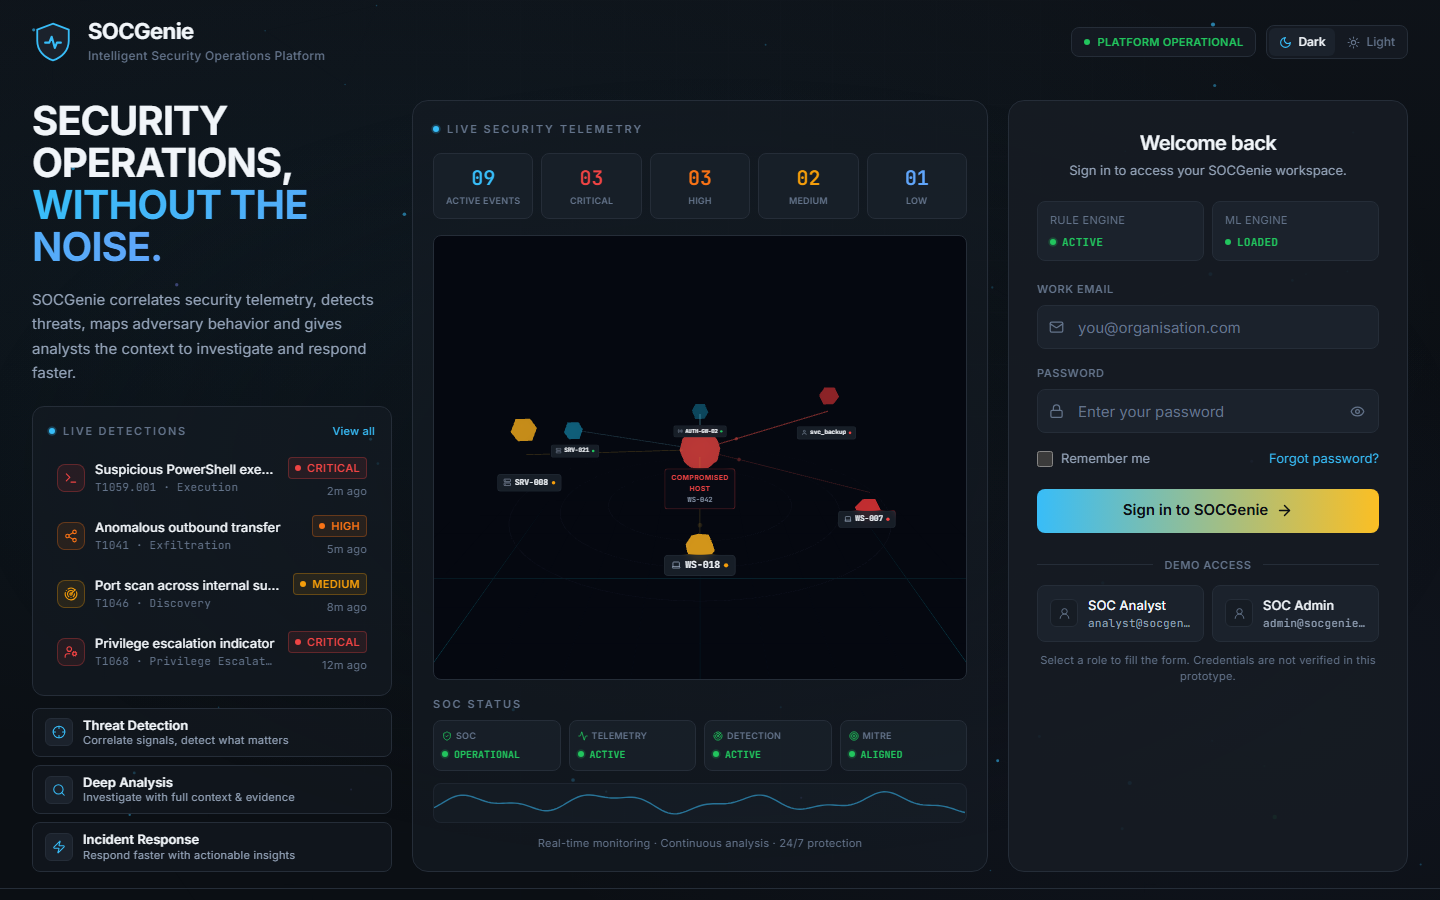 SOCGenie
Intelligent Security Operations Platform
PLATFORM OPERATIONAL
Dark
Light
SECURITY
OPERATIONS,
WITHOUT THE
NOISE.
SOCGenie correlates security telemetry, detects
threats, maps adversary behavior and gives
analysts the context to investigate and respond
faster.
LIVE DETECTIONS
View all
Suspicious PowerShell exe...
CRITICAL
T1059.001 · Execution
2m ago
Anomalous outbound transfer
HIGH
T1041 · Exfiltration
5m ago
Port scan across internal su...
MEDIUM
T1046 · Discovery
8m ago
Privilege escalation indicator
CRITICAL
T1068 · Privilege Escalat…
12m ago
Threat Detection
Correlate signals, detect what matters
Deep Analysis
Investigate with full context & evidence
Incident Response
Respond faster with actionable insights
LIVE SECURITY TELEMETRY
09
ACTIVE EVENTS
03
CRITICAL
03
HIGH
02
MEDIUM
01
LOW
AUTH-GW-02
svc_backup
SRV-021
SRV-008
COMPROMISED
HOST
WS-042
WS-007
WS-018
SOC STATUS
SOC
OPERATIONAL
TELEMETRY
ACTIVE
DETECTION
ACTIVE
MITRE
ALIGNED
Real-time monitoring · Continuous analysis · 24/7 protection
Welcome back
Sign in to access your SOCGenie workspace.
RULE ENGINE
ACTIVE
ML ENGINE
LOADED
WORK EMAIL
you@organisation.com
PASSWORD
Enter your password
Remember me
Forgot password?
Sign in to SOCGenie →
DEMO ACCESS
SOC Analyst
analyst@socgen…
SOC Admin
admin@socgenie…
Select a role to fill the form. Credentials are not verified in this
prototype.